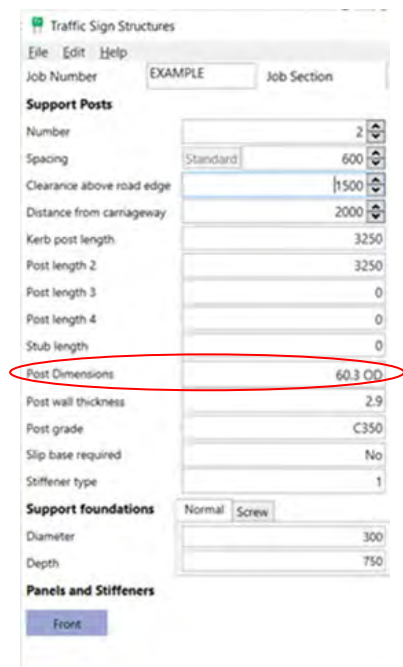 Traffic Sign Structures
File Edit Help
Job Number EXAMPLE Job Section
Support Posts
Number 2
Spacing Standard 600
Clearance above road edge 1500
Distance from carriageway 2000
Kerb post length 3250
Post length 2 3250
Post length 3 0
Post length 4 0
Stub length 0
Post Dimensions 60.3 OD
Post wall thickness 2.9
Post grade C350
Slip base required No
Stiffener type 1
Support foundations Normal Screw
Diameter 300
Depth 750
Panels and Stiffeners
Front